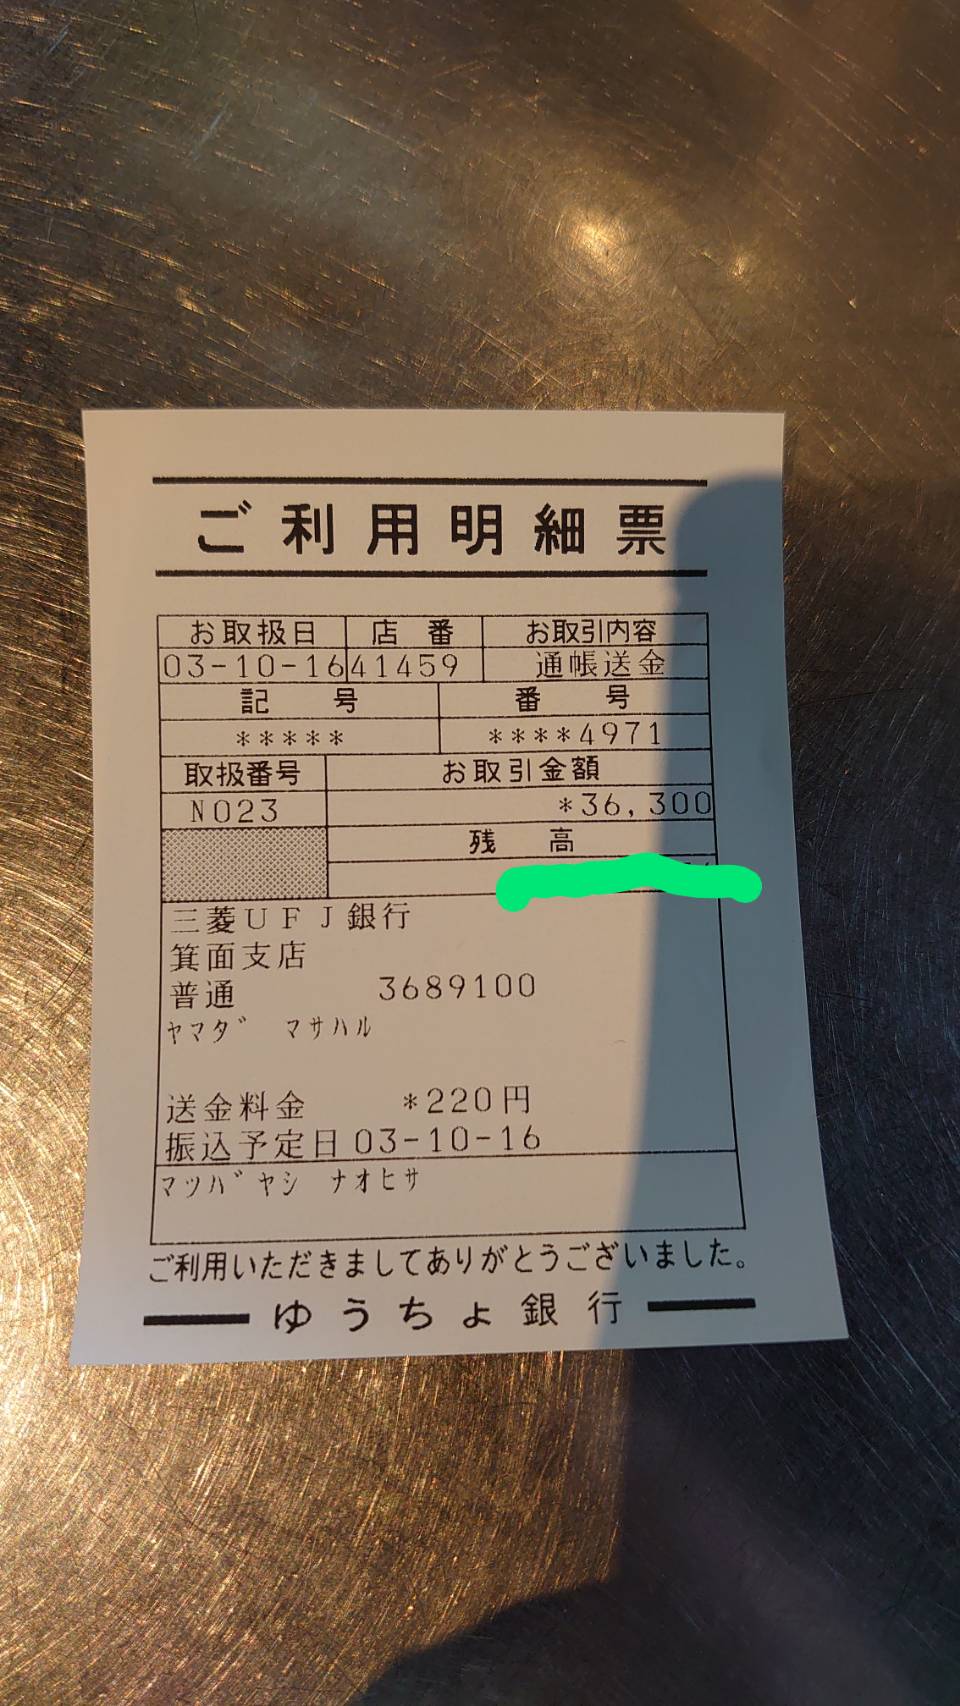 ご利用明細票
お取扱日 店番 お取引内容
03-10-16 41459 通帳送金
記号 番号
***** ****4971
取扱番号 お取引金額
N023 *36,300
残高
三菱UFJ銀行
箕面支店
普通 3689100
ﾔﾏﾀﾞ ﾏｻﾊﾙ
送金料金 *220円
振込予定日 03-10-16
ﾏﾂﾊﾞﾔｼ ﾅｵﾋｻ
ご利用いただきましてありがとうございました。
ゆうちょ銀行